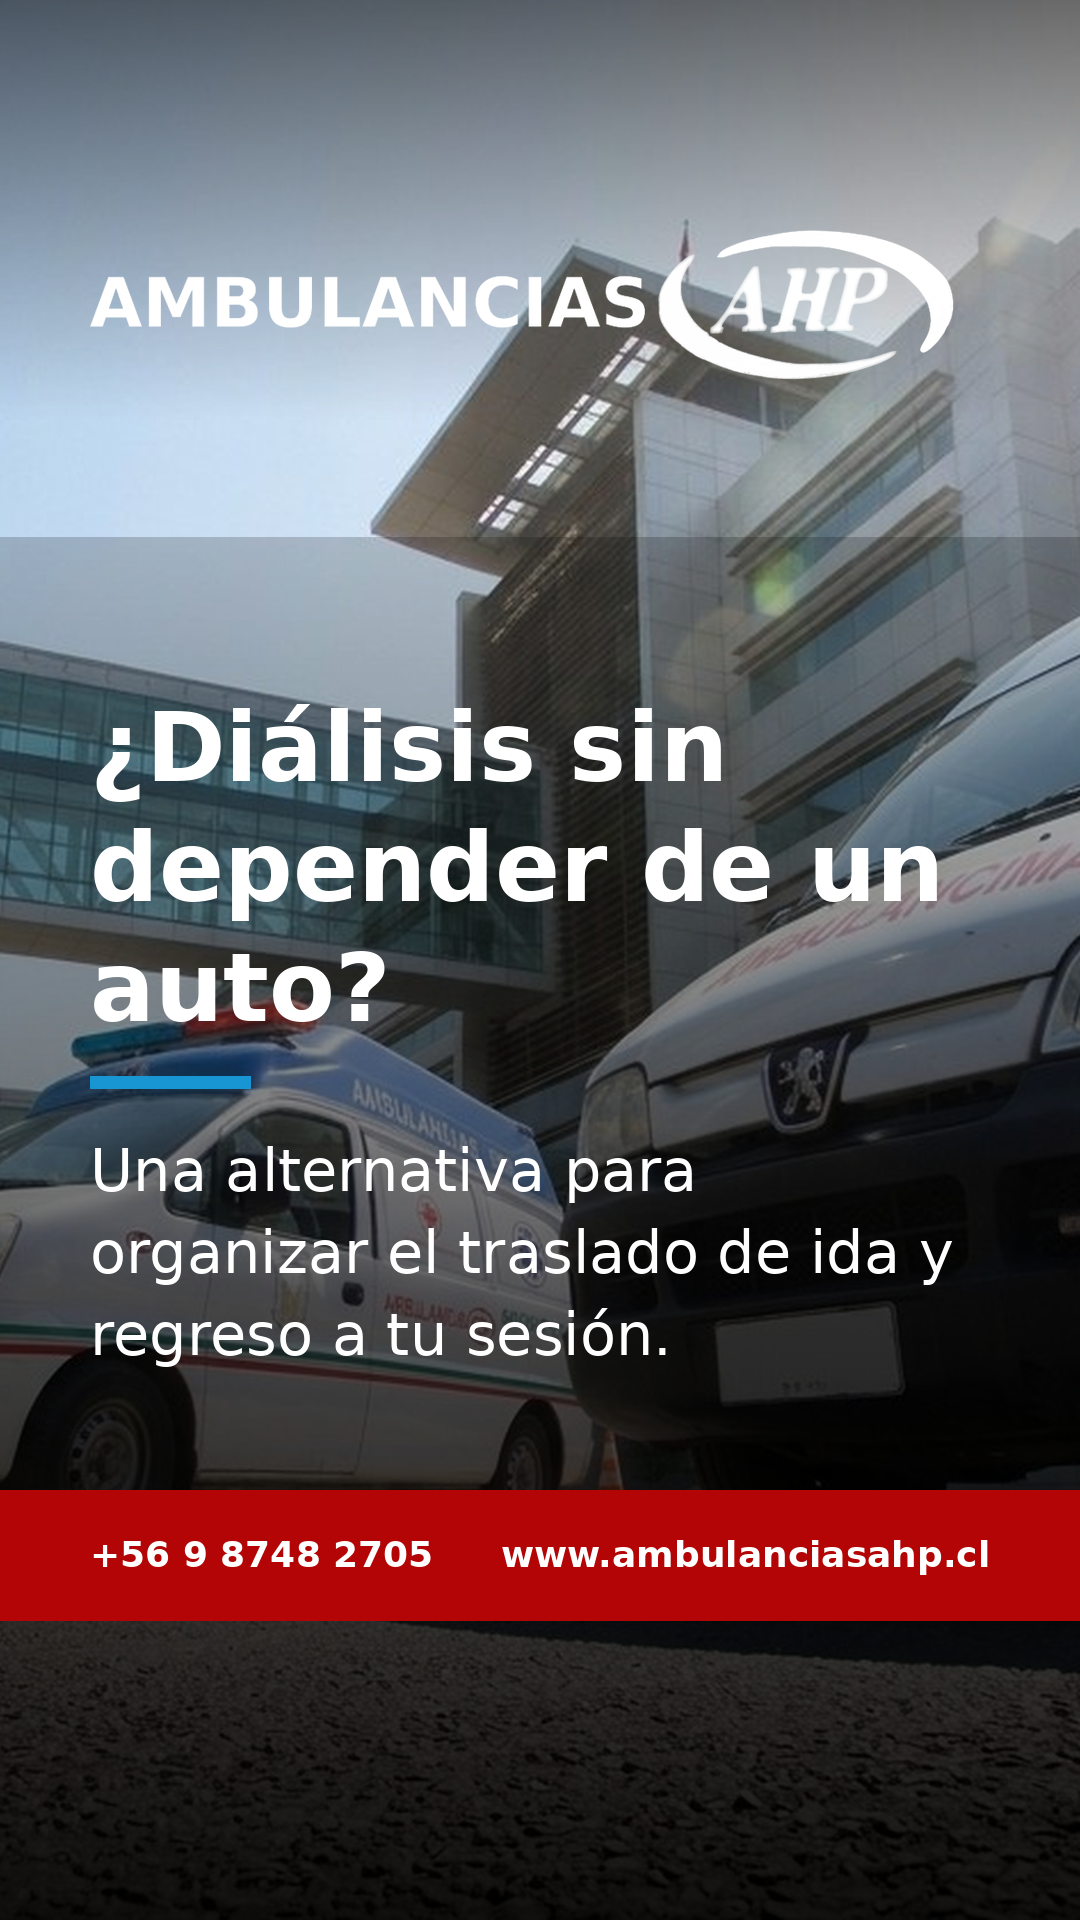 AMBULANCIAS AHP
¿Diálisis sin
depender de un
auto?
Una alternativa para
organizar el traslado de ida y
regreso a tu sesión.
+56 9 8748 2705 www.ambulanciasahp.cl